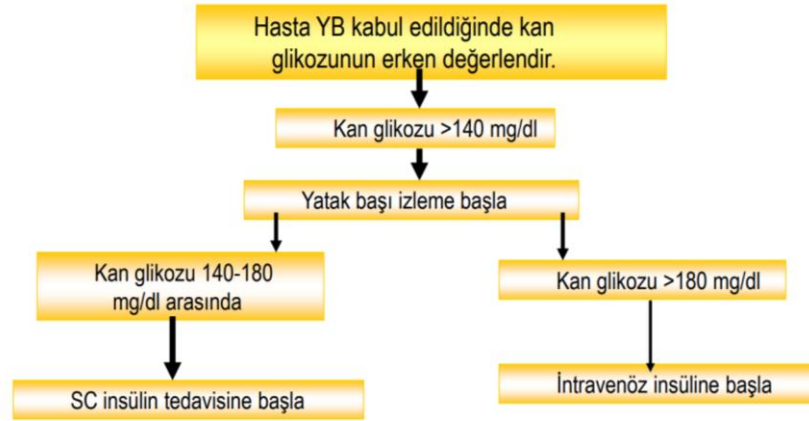 Hasta YB kabul edildiğinde kan
glikozunun erken değerlendir.
Kan glikozu >140 mg/dl
Yatak başı izleme başla
Kan glikozu 140-180
mg/dl arasında
Kan glikozu >180 mg/dl
SC insülin tedavisine başla
İntravenöz insüline başla